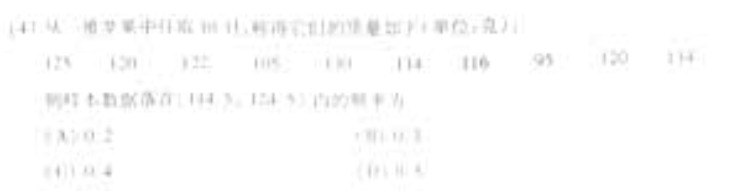 (4) 从一堆苹果中任取10只,称得它们的质量如下(单位:克):
125 120 122 105 130 114 116 95 120 134
则样本数据落在[114.5, 124.5)内的频率为
(A) 0.2 (B) 0.3
(C) 0.4 (D) 0.5